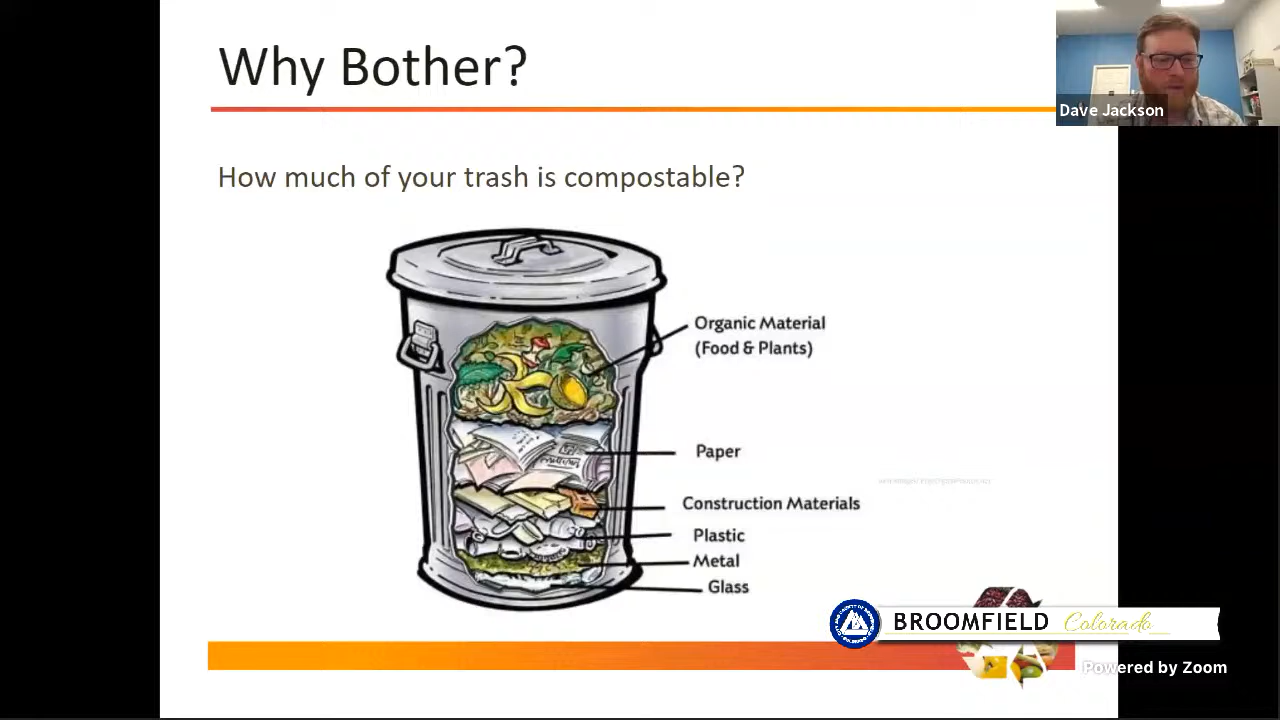 Why Bother?
Dave Jackson
How much of your trash is compostable?
Organic Material
(Food & Plants)
Paper
Construction Materials
Plastic
Metal
Glass
BROOMFIELD Colorado
Powered by Zoom